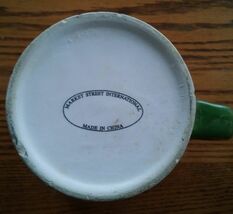 MARKET STREET INTERNATIONAL
MADE IN CHINA